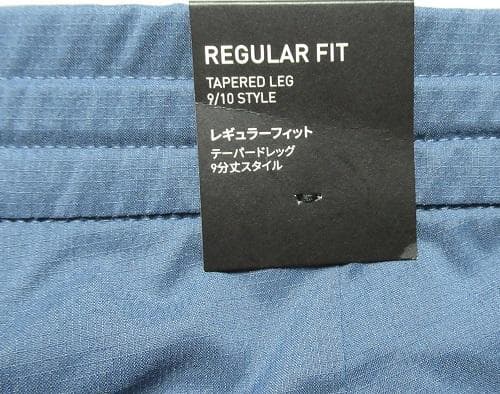 REGULAR FIT
TAPERED LEG
9/10 STYLE
レギュラーフィット
テーパードレッグ
9分丈スタイル